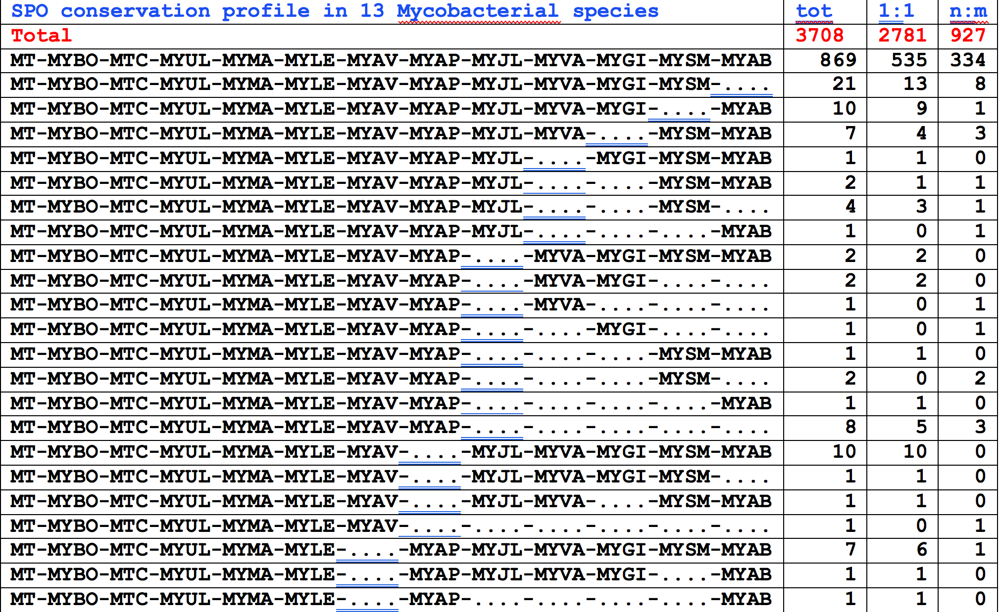 SPO conservation profile in 13 Mycobacterial species tot 1:1 n:m
Total 3708 2781 927
MT-MYBO-MTC-MYUL-MYMA-MYLE-MYAV-MYAP-MYJL-MYVA-MYGI-MYSM-MYAB 869 535 334
MT-MYBO-MTC-MYUL-MYMA-MYLE-MYAV-MYAP-MYJL-MYVA-MYGI-MYSM-.... 21 13 8
MT-MYBO-MTC-MYUL-MYMA-MYLE-MYAV-MYAP-MYJL-MYVA-MYGI-....-MYAB 10 9 1
MT-MYBO-MTC-MYUL-MYMA-MYLE-MYAV-MYAP-MYJL-MYVA-....-MYSM-MYAB 7 4 3
MT-MYBO-MTC-MYUL-MYMA-MYLE-MYAV-MYAP-MYJL-....-MYGI-MYSM-MYAB 1 1 0
MT-MYBO-MTC-MYUL-MYMA-MYLE-MYAV-MYAP-MYJL-....-....-MYSM-MYAB 2 1 1
MT-MYBO-MTC-MYUL-MYMA-MYLE-MYAV-MYAP-MYJL-....-....-MYSM-.... 4 3 1
MT-MYBO-MTC-MYUL-MYMA-MYLE-MYAV-MYAP-MYJL-....-....-....-MYAB 1 0 1
MT-MYBO-MTC-MYUL-MYMA-MYLE-MYAV-MYAP-....-MYVA-MYGI-MYSM-MYAB 2 2 0
MT-MYBO-MTC-MYUL-MYMA-MYLE-MYAV-MYAP-....-MYVA-MYGI-....-.... 2 2 0
MT-MYBO-MTC-MYUL-MYMA-MYLE-MYAV-MYAP-....-MYVA-....-....-.... 1 0 1
MT-MYBO-MTC-MYUL-MYMA-MYLE-MYAV-MYAP-....-....-MYGI-....-.... 1 0 1
MT-MYBO-MTC-MYUL-MYMA-MYLE-MYAV-MYAP-....-....-....-MYSM-MYAB 1 1 0
MT-MYBO-MTC-MYUL-MYMA-MYLE-MYAV-MYAP-....-....-....-MYSM-.... 2 0 2
MT-MYBO-MTC-MYUL-MYMA-MYLE-MYAV-MYAP-....-....-....-....-MYAB 1 1 0
MT-MYBO-MTC-MYUL-MYMA-MYLE-MYAV-MYAP-....-....-....-....-.... 8 5 3
MT-MYBO-MTC-MYUL-MYMA-MYLE-MYAV-....-MYJL-MYVA-MYGI-MYSM-MYAB 10 10 0
MT-MYBO-MTC-MYUL-MYMA-MYLE-MYAV-....-MYJL-MYVA-MYGI-MYSM-.... 1 1 0
MT-MYBO-MTC-MYUL-MYMA-MYLE-MYAV-....-MYJL-MYVA-....-MYSM-MYAB 1 1 0
MT-MYBO-MTC-MYUL-MYMA-MYLE-MYAV-....-....-....-....-....-.... 1 0 1
MT-MYBO-MTC-MYUL-MYMA-MYLE-....-MYAP-MYJL-MYVA-MYGI-MYSM-MYAB 7 6 1
MT-MYBO-MTC-MYUL-MYMA-MYLE-....-MYAP-MYJL-MYVA-MYGI-....-MYAB 1 1 0
MT-MYBO-MTC-MYUL-MYMA-MYLE-....-MYAP-....-....-....-....-MYAB 1 1 0